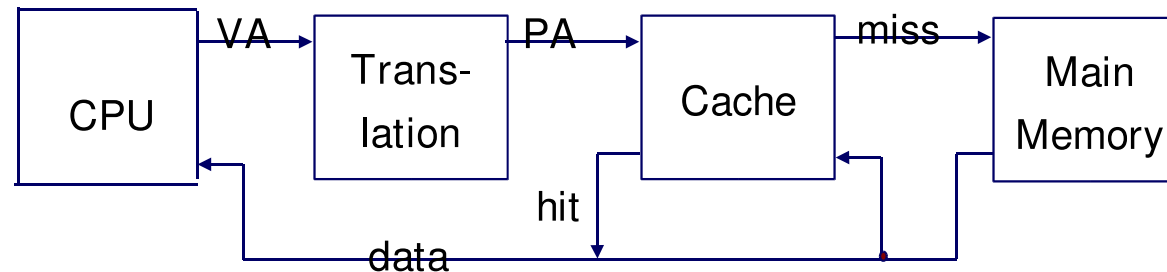 VA
PA
miss
CPU
Trans-
lation
Cache
Main
Memory
hit
data